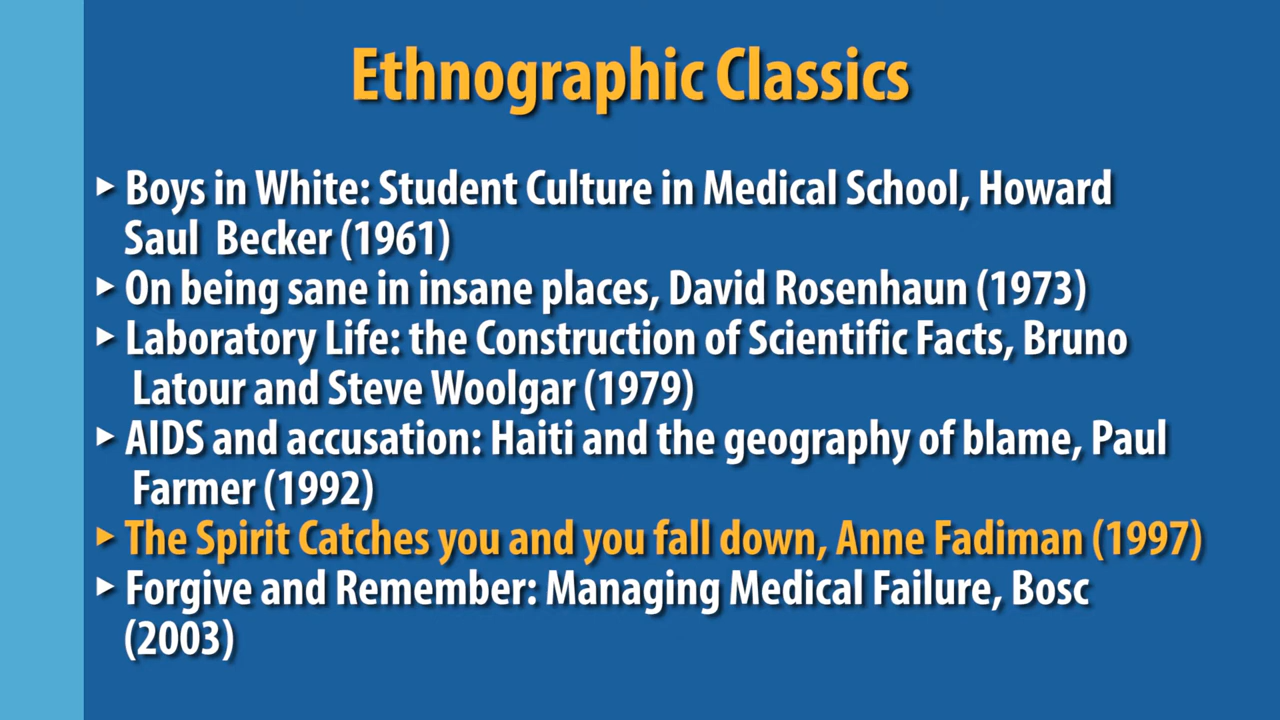 Ethnographic Classics
▸ Boys in White: Student Culture in Medical School, Howard
Saul Becker (1961)
▸ On being sane in insane places, David Rosenhaun (1973)
▸ Laboratory Life: the Construction of Scientific Facts, Bruno
Latour and Steve Woolgar (1979)
▸ AIDS and accusation: Haiti and the geography of blame, Paul
Farmer (1992)
▸ The Spirit Catches you and you fall down, Anne Fadiman (1997)
▸ Forgive and Remember: Managing Medical Failure, Bosc
(2003)